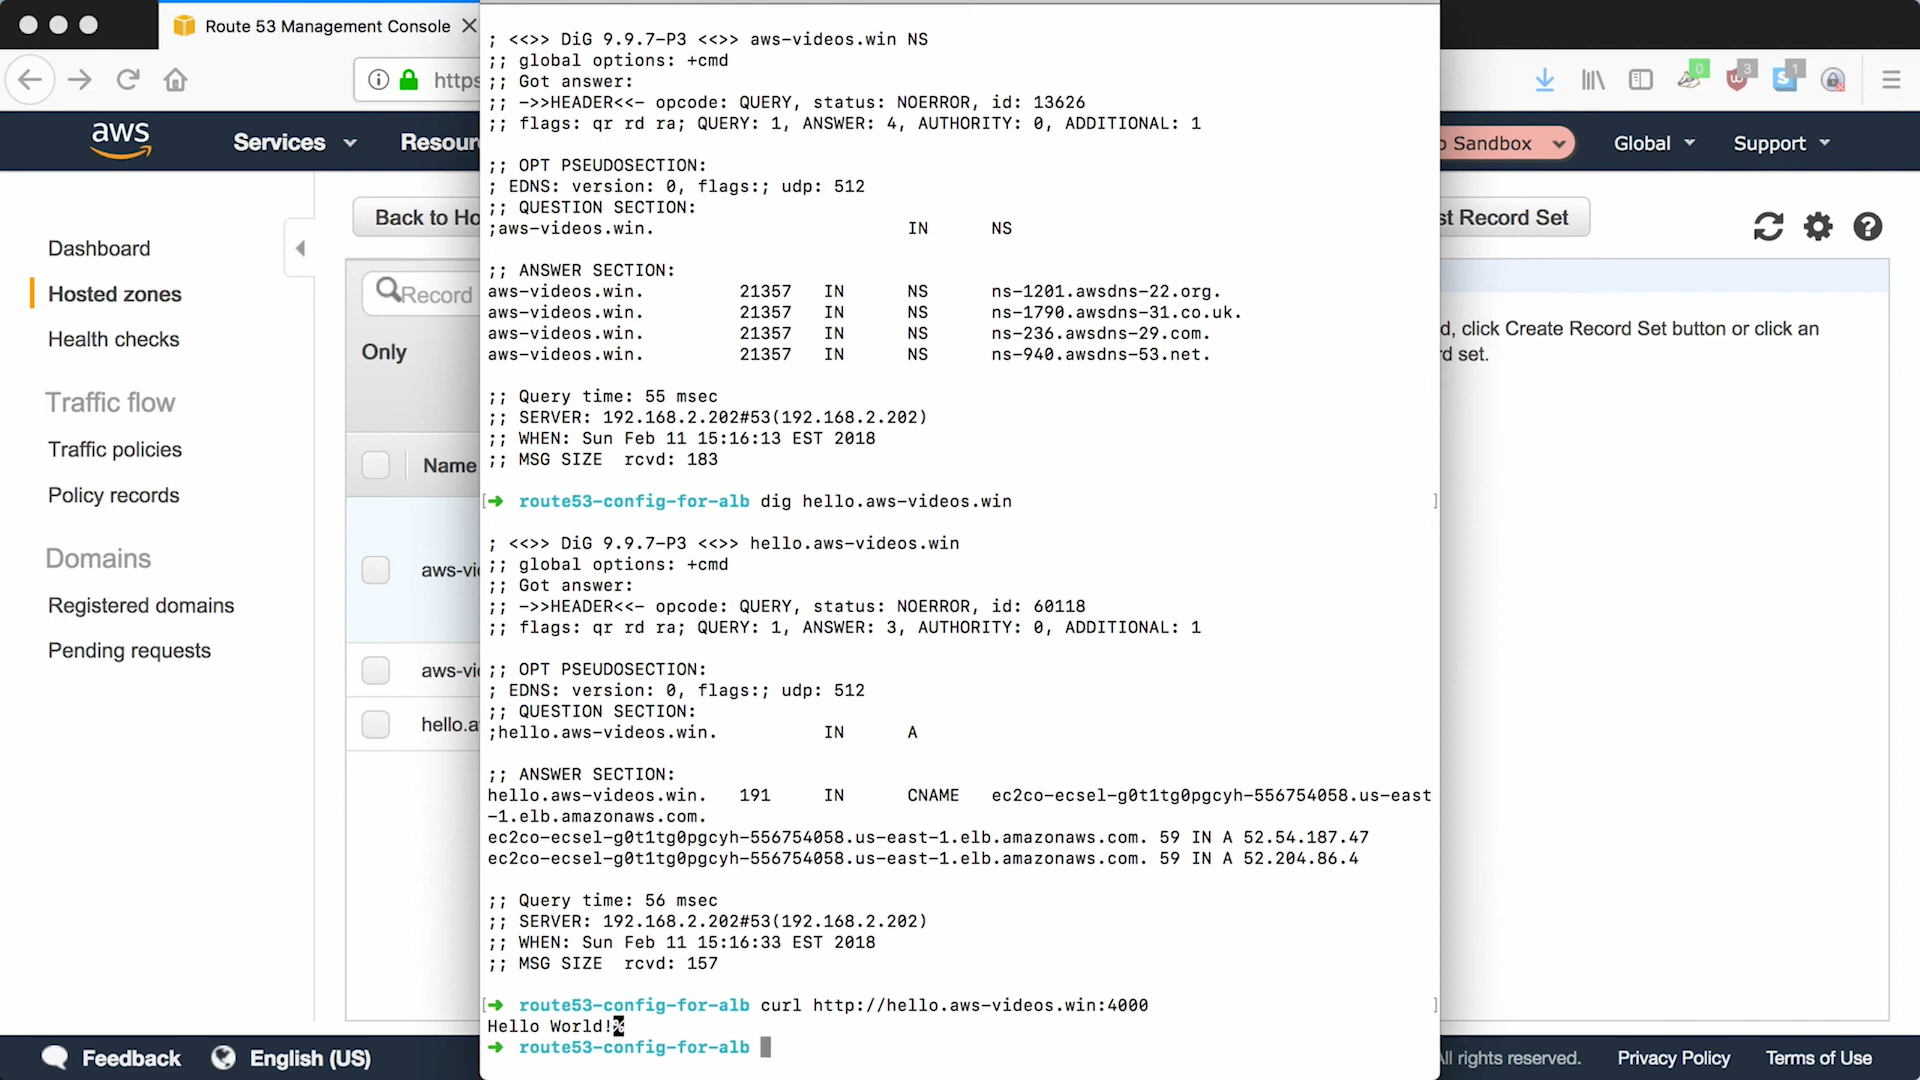 Route 53 Management Console
https
aws
Services
Resour
Sandbox
Global
Support
0
3
1
Back to Ho
st Record Set
Dashboard
Hosted zones
Health checks
Traffic flow
Traffic policies
Policy records
Domains
Registered domains
Pending requests
Record
Only
Name
aws-vi
aws-vi
hello.a
d, click Create Record Set button or click an
rd set.
; <<>> DiG 9.9.7-P3 <<>> aws-videos.win NS
;; global options: +cmd
;; Got answer:
;; ->>HEADER<<- opcode: QUERY, status: NOERROR, id: 13626
;; flags: qr rd ra; QUERY: 1, ANSWER: 4, AUTHORITY: 0, ADDITIONAL: 1
;; OPT PSEUDOSECTION:
; EDNS: version: 0, flags:; udp: 512
;; QUESTION SECTION:
;aws-videos.win. IN NS
;; ANSWER SECTION:
aws-videos.win. 21357 IN NS ns-1201.awsdns-22.org.
aws-videos.win. 21357 IN NS ns-1790.awsdns-31.co.uk.
aws-videos.win. 21357 IN NS ns-236.awsdns-29.com.
aws-videos.win. 21357 IN NS ns-940.awsdns-53.net.
;; Query time: 55 msec
;; SERVER: 192.168.2.202#53(192.168.2.202)
;; WHEN: Sun Feb 11 15:16:13 EST 2018
;; MSG SIZE rcvd: 183
[➜ route53-config-for-alb dig hello.aws-videos.win ]
; <<>> DiG 9.9.7-P3 <<>> hello.aws-videos.win
;; global options: +cmd
;; Got answer:
;; ->>HEADER<<- opcode: QUERY, status: NOERROR, id: 60118
;; flags: qr rd ra; QUERY: 1, ANSWER: 3, AUTHORITY: 0, ADDITIONAL: 1
;; OPT PSEUDOSECTION:
; EDNS: version: 0, flags:; udp: 512
;; QUESTION SECTION:
;hello.aws-videos.win. IN A
;; ANSWER SECTION:
hello.aws-videos.win. 191 IN CNAME ec2co-ecsel-g0t1tg0pgcyh-556754058.us-east
-1.elb.amazonaws.com.
ec2co-ecsel-g0t1tg0pgcyh-556754058.us-east-1.elb.amazonaws.com. 59 IN A 52.54.187.47
ec2co-ecsel-g0t1tg0pgcyh-556754058.us-east-1.elb.amazonaws.com. 59 IN A 52.204.86.4
;; Query time: 56 msec
;; SERVER: 192.168.2.202#53(192.168.2.202)
;; WHEN: Sun Feb 11 15:16:33 EST 2018
;; MSG SIZE rcvd: 157
[➜ route53-config-for-alb curl http://hello.aws-videos.win:4000 ]
Hello World!%
➜ route53-config-for-alb
Feedback
English (US)
ll rights reserved.
Privacy Policy
Terms of Use